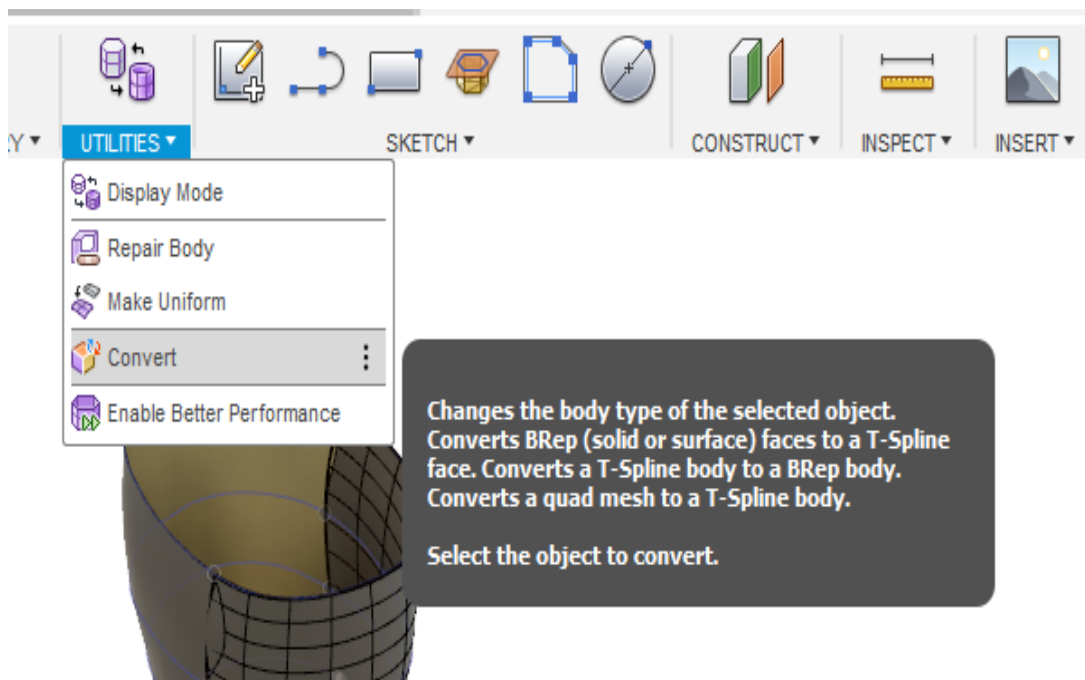 Y ▾ UTILITIES ▾ SKETCH ▾ CONSTRUCT ▾ INSPECT ▾ INSERT ▾
Display Mode
Repair Body
Make Uniform
Convert
Enable Better Performance
Changes the body type of the selected object.
Converts BRep (solid or surface) faces to a T-Spline
face. Converts a T-Spline body to a BRep body.
Converts a quad mesh to a T-Spline body.
Select the object to convert.